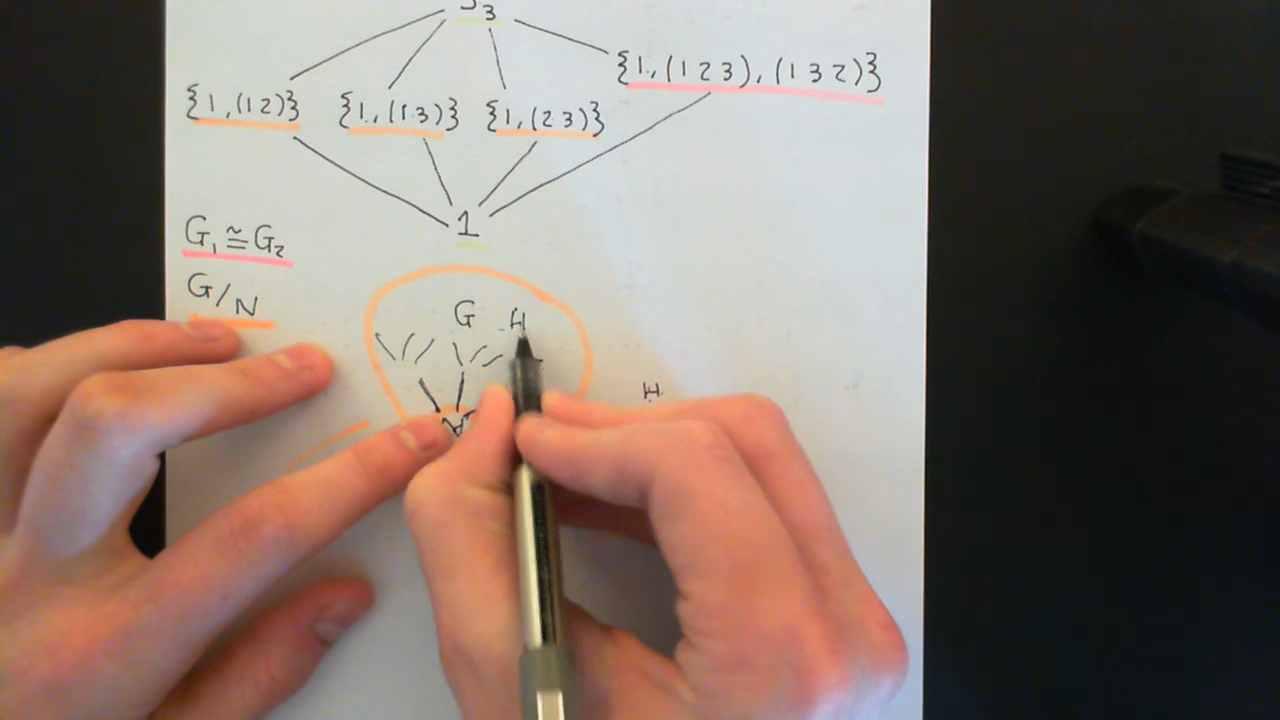 S₃
{1,(1 2)} {1,(1 3)} {1,(2 3)} {1,(1 2 3),(1 3 2)}
1
G₁≅G₂
G/N
G H
H